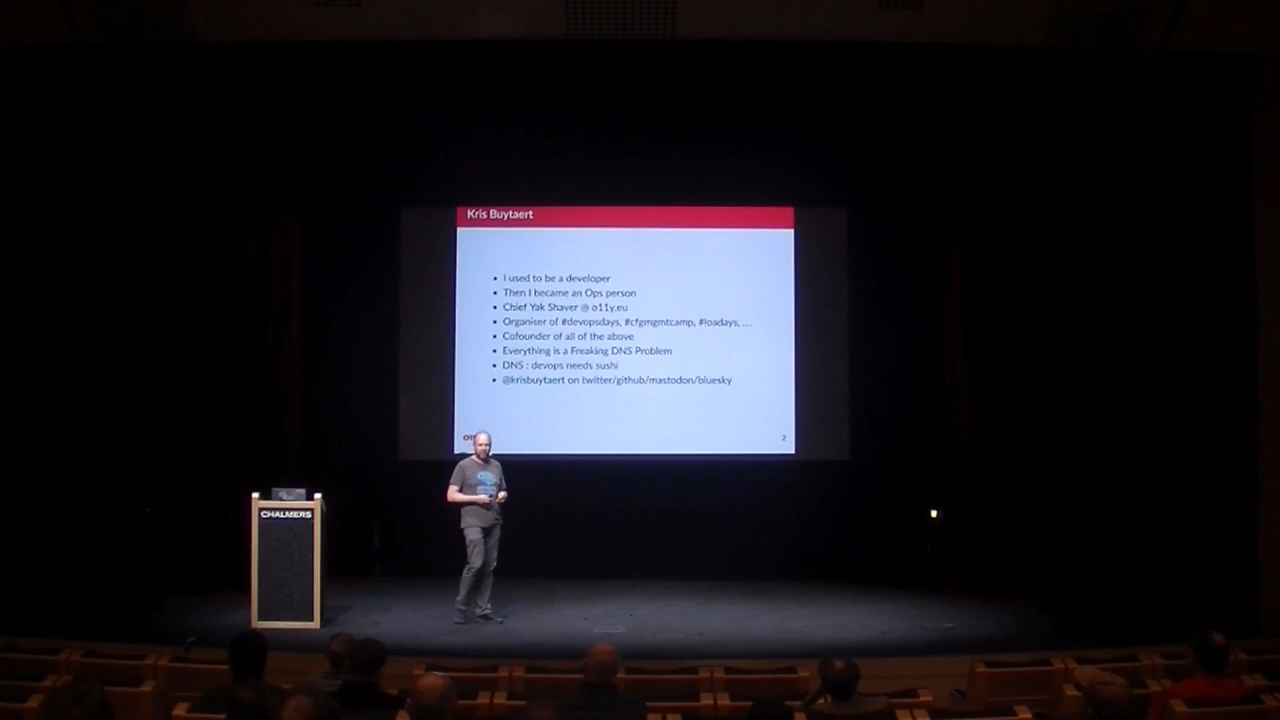 Kris Buytaert
• I used to be a developer
• Then I became an Ops person
• Chief Yak Shaver @ o11y.eu
• Organiser of #devopsdays, #cfgmgmtcamp, #loadays, ...
• Cofounder of all of the above
• Everything is a Freaking DNS Problem
• DNS : devops needs sushi
• @krisbuytaert on twitter/github/mastodon/bluesky
2
CHALMERS